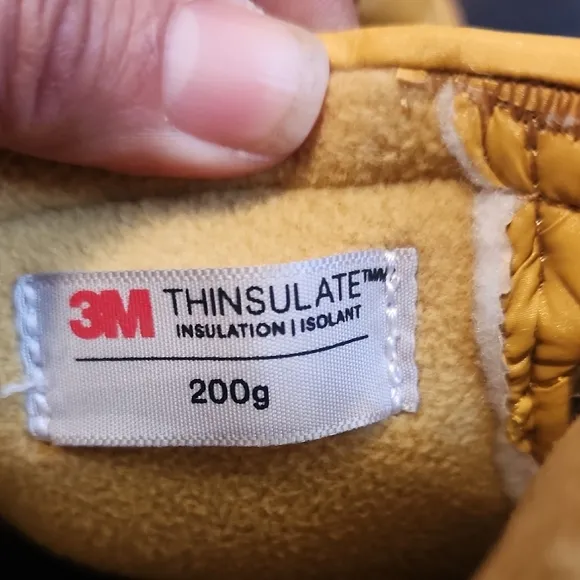 3M THINSULATE™
INSULATION | ISOLANT
200g